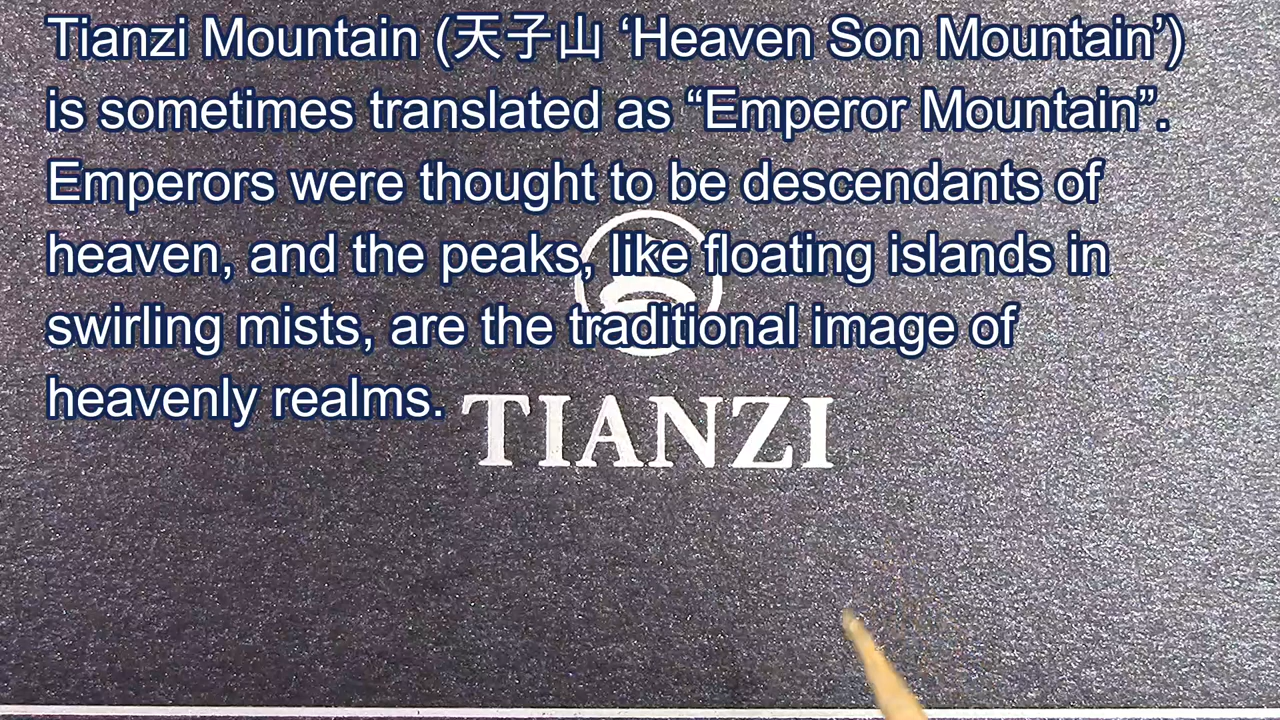 Tianzi Mountain (天子山 ‘Heaven Son Mountain’)
is sometimes translated as “Emperor Mountain”.
Emperors were thought to be descendants of
heaven, and the peaks, like floating islands in
swirling mists, are the traditional image of
heavenly realms.
TIANZI